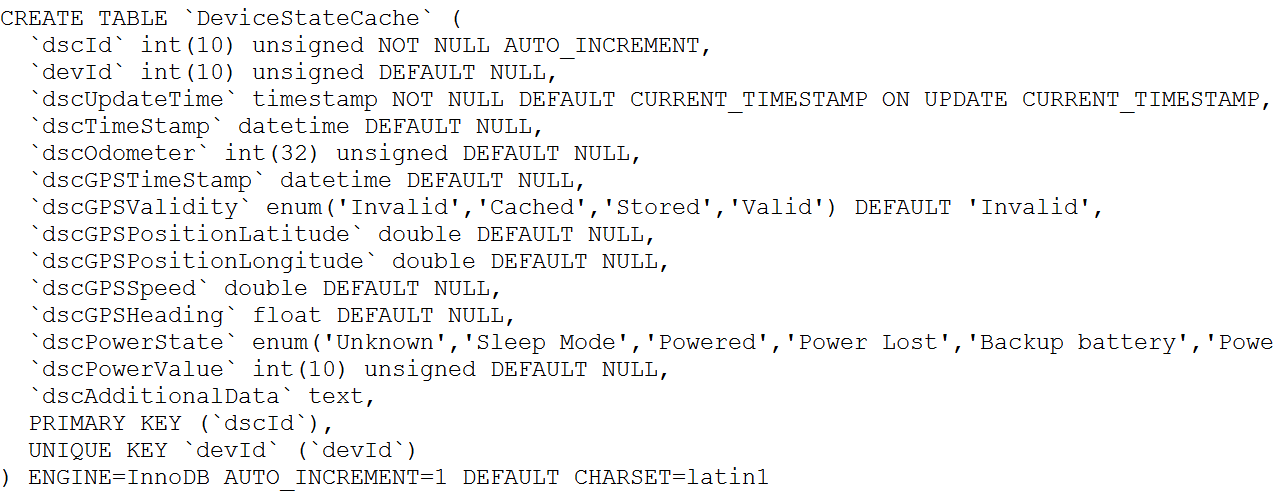 CREATE TABLE `DeviceStateCache` (
  `dscId` int(10) unsigned NOT NULL AUTO_INCREMENT,
  `devId` int(10) unsigned DEFAULT NULL,
  `dscUpdateTime` timestamp NOT NULL DEFAULT CURRENT_TIMESTAMP ON UPDATE CURRENT_TIMESTAMP,
  `dscTimeStamp` datetime DEFAULT NULL,
  `dscOdometer` int(32) unsigned DEFAULT NULL,
  `dscGPSTimeStamp` datetime DEFAULT NULL,
  `dscGPSValidity` enum('Invalid','Cached','Stored','Valid') DEFAULT 'Invalid',
  `dscGPSPositionLatitude` double DEFAULT NULL,
  `dscGPSPositionLongitude` double DEFAULT NULL,
  `dscGPSSpeed` double DEFAULT NULL,
  `dscGPSHeading` float DEFAULT NULL,
  `dscPowerState` enum('Unknown','Sleep Mode','Powered','Power Lost','Backup battery','Powe
  `dscPowerValue` int(10) unsigned DEFAULT NULL,
  `dscAdditionalData` text,
  PRIMARY KEY (`dscId`),
  UNIQUE KEY `devId` (`devId`)
) ENGINE=InnoDB AUTO_INCREMENT=1 DEFAULT CHARSET=latin1